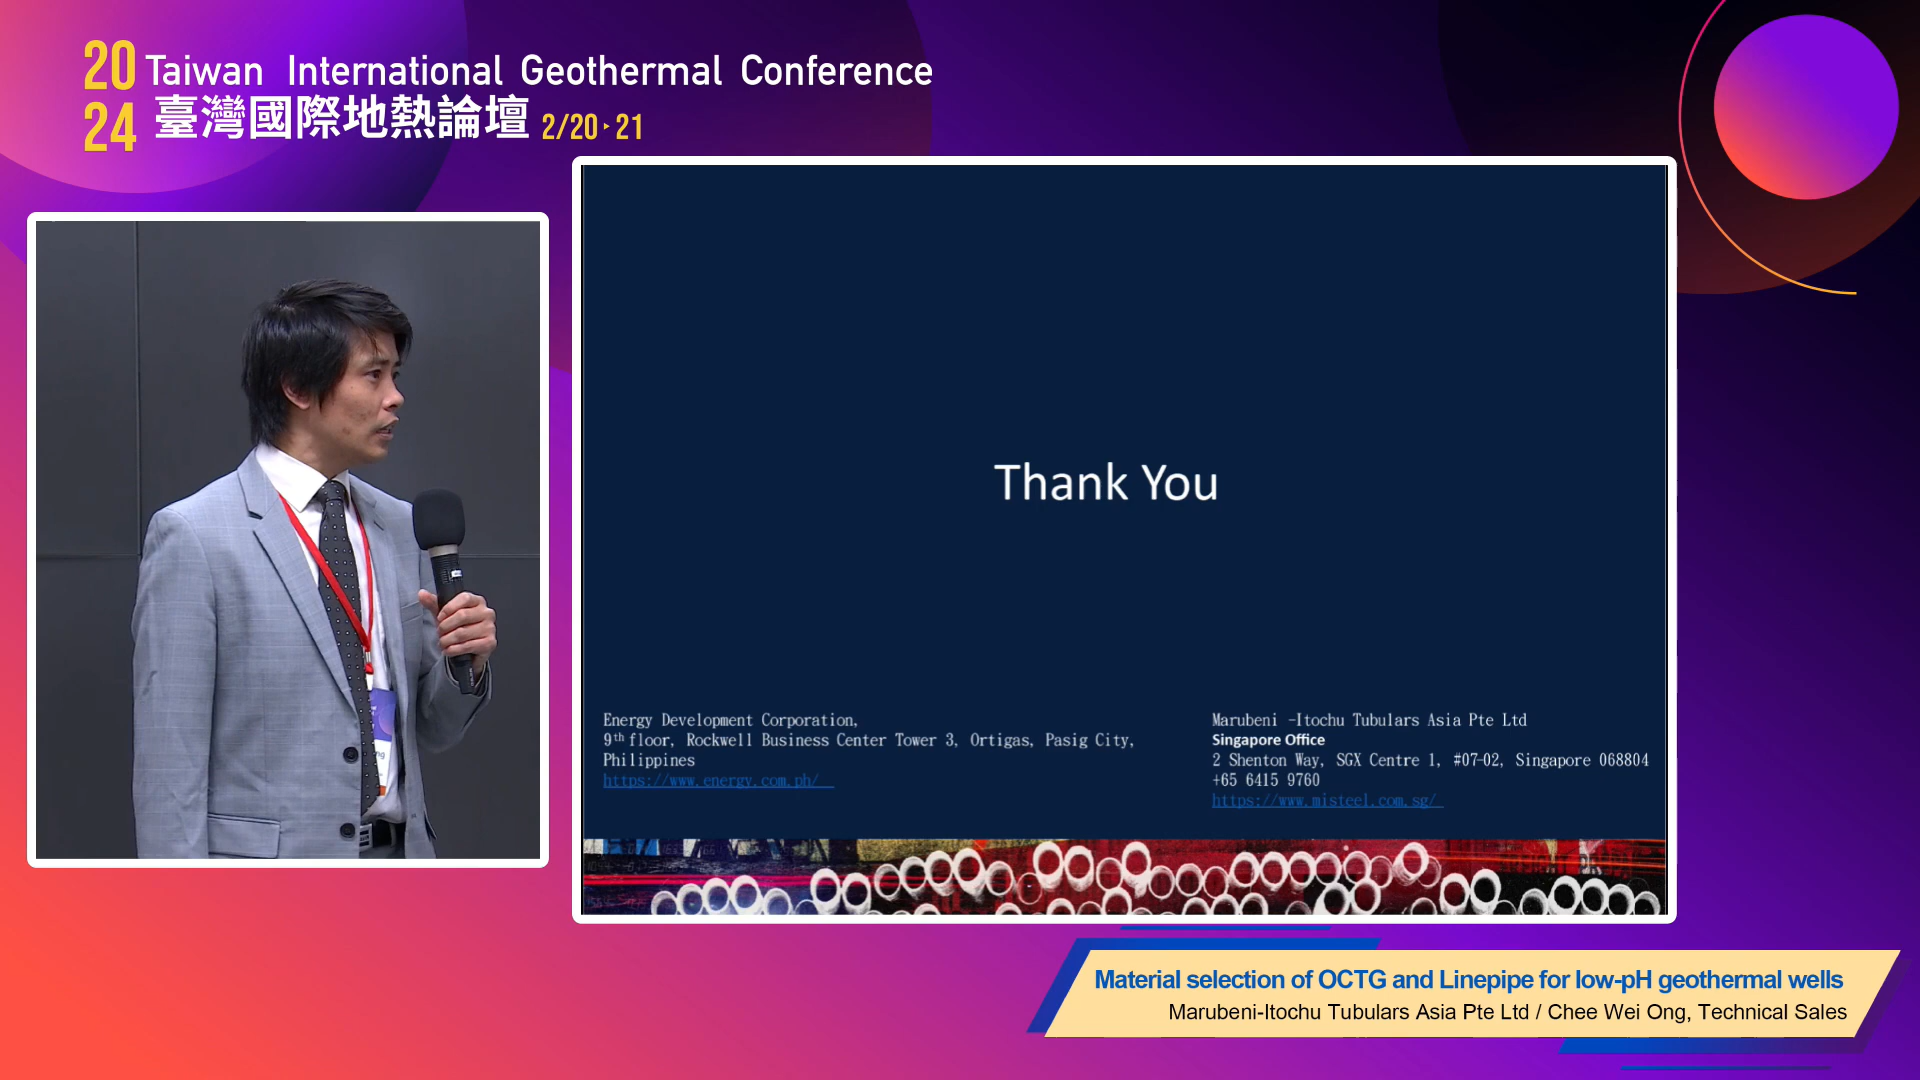 2024 Taiwan International Geothermal Conference
臺灣國際地熱論壇 2/20 ▸ 21
Thank You
Energy Development Corporation,
9th floor, Rockwell Business Center Tower 3, Ortigas, Pasig City,
Philippines
https://www.energy.com.ph/
Marubeni -Itochu Tubulars Asia Pte Ltd
Singapore Office
2 Shenton Way, SGX Centre 1, #07-02, Singapore 068804
+65 6415 9760
https://www.misteel.com.sg/
Material selection of OCTG and Linepipe for low-pH geothermal wells
Marubeni-Itochu Tubulars Asia Pte Ltd / Chee Wei Ong, Technical Sales